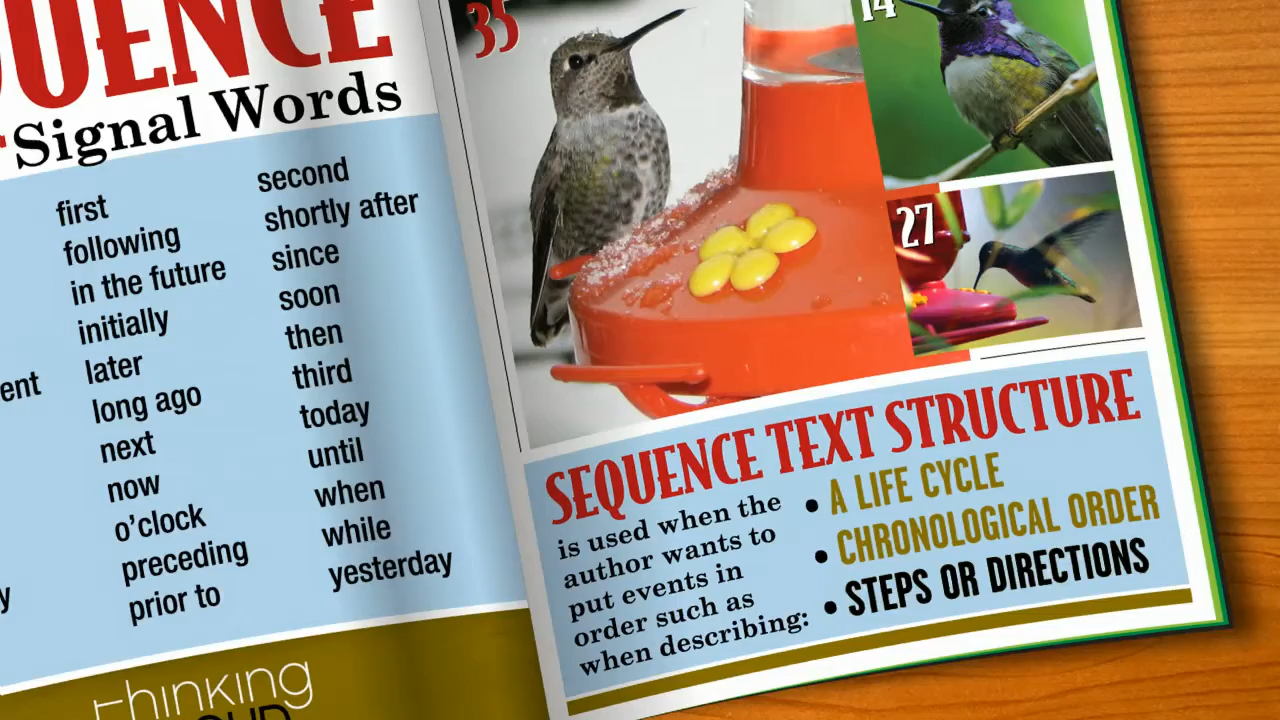 Signal Words
first
following
in the future
initially
later
long ago
next
now
o'clock
preceding
prior to
second
shortly after
since
soon
then
third
today
until
when
while
yesterday
Thinking
35
14
27
SEQUENCE TEXT STRUCTURE
is used when the
author wants to
put events in
order such as
when describing:
• A LIFE CYCLE
• CHRONOLOGICAL ORDER
• STEPS OR DIRECTIONS